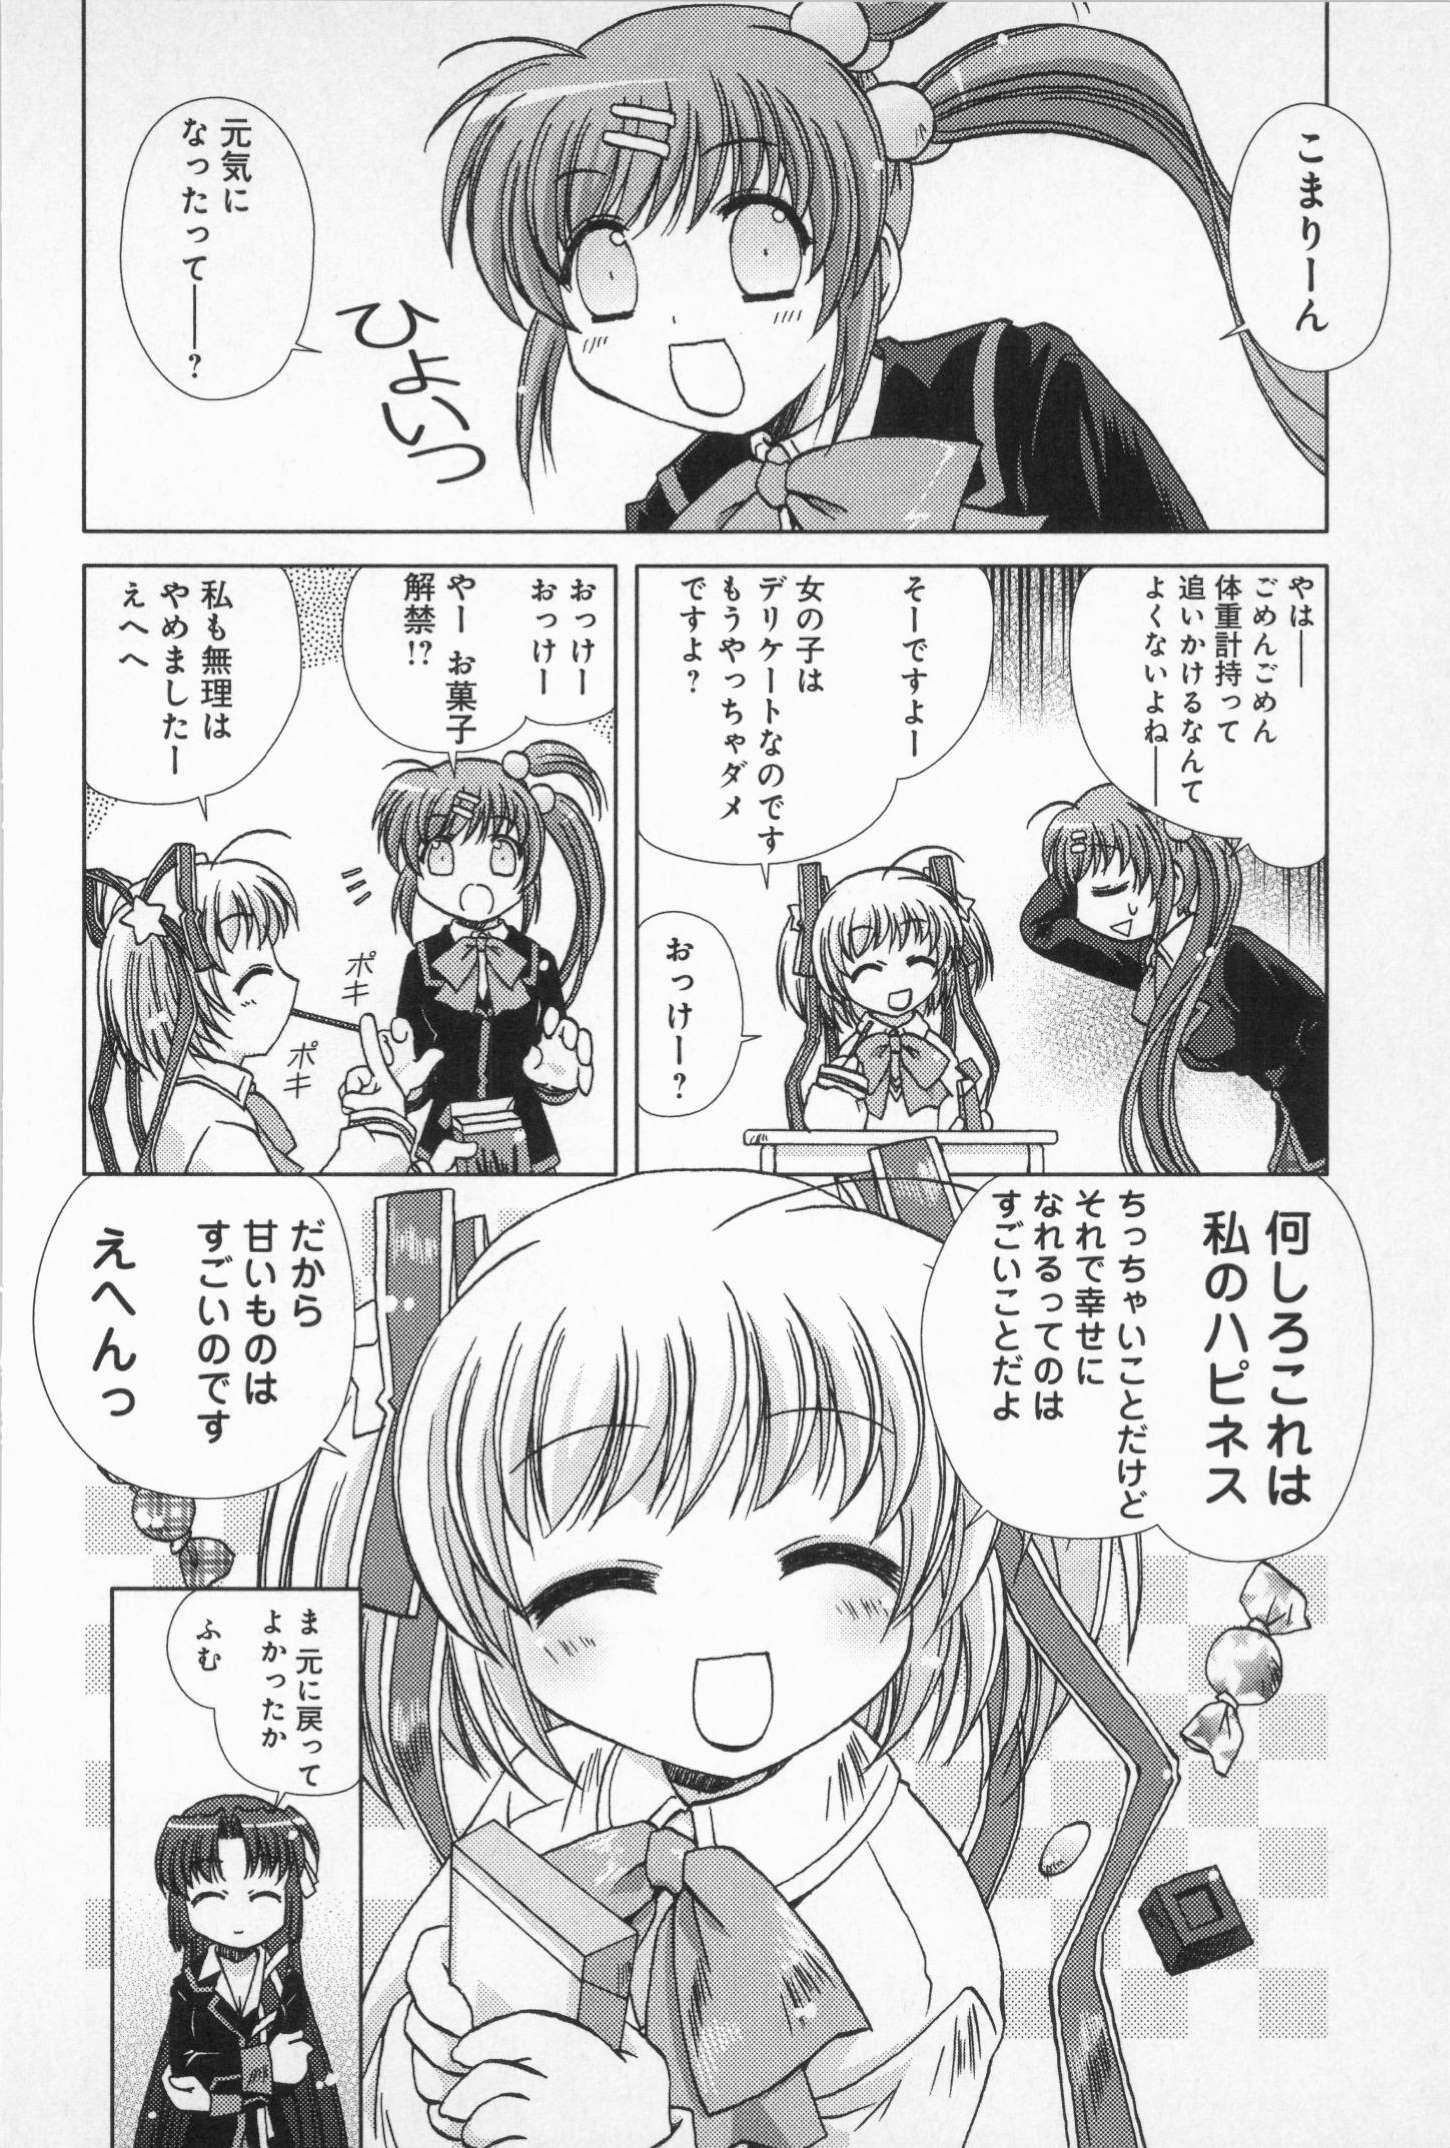 こまりーん
元気に
なったって――?
ひょいっ
やは――
ごめんごめん
体重計持って
追いかけるなんて
よくないよね――
そーですよー
女の子は
デリケートなのです
もうやっちゃダメ
ですよ?
おっけー?
おっけー
おっけー
やー お菓子
解禁!?
私も無理は
やめましたー
えへへ
ポキ
ポキ
何しろこれは
私のハピネス
ちっちゃいことだけど
それで幸せに
なれるってのは
すごいことだよ
だから
甘いものは
すごいのです
えへんっ
ま 元に戻って
よかったか
ふむ